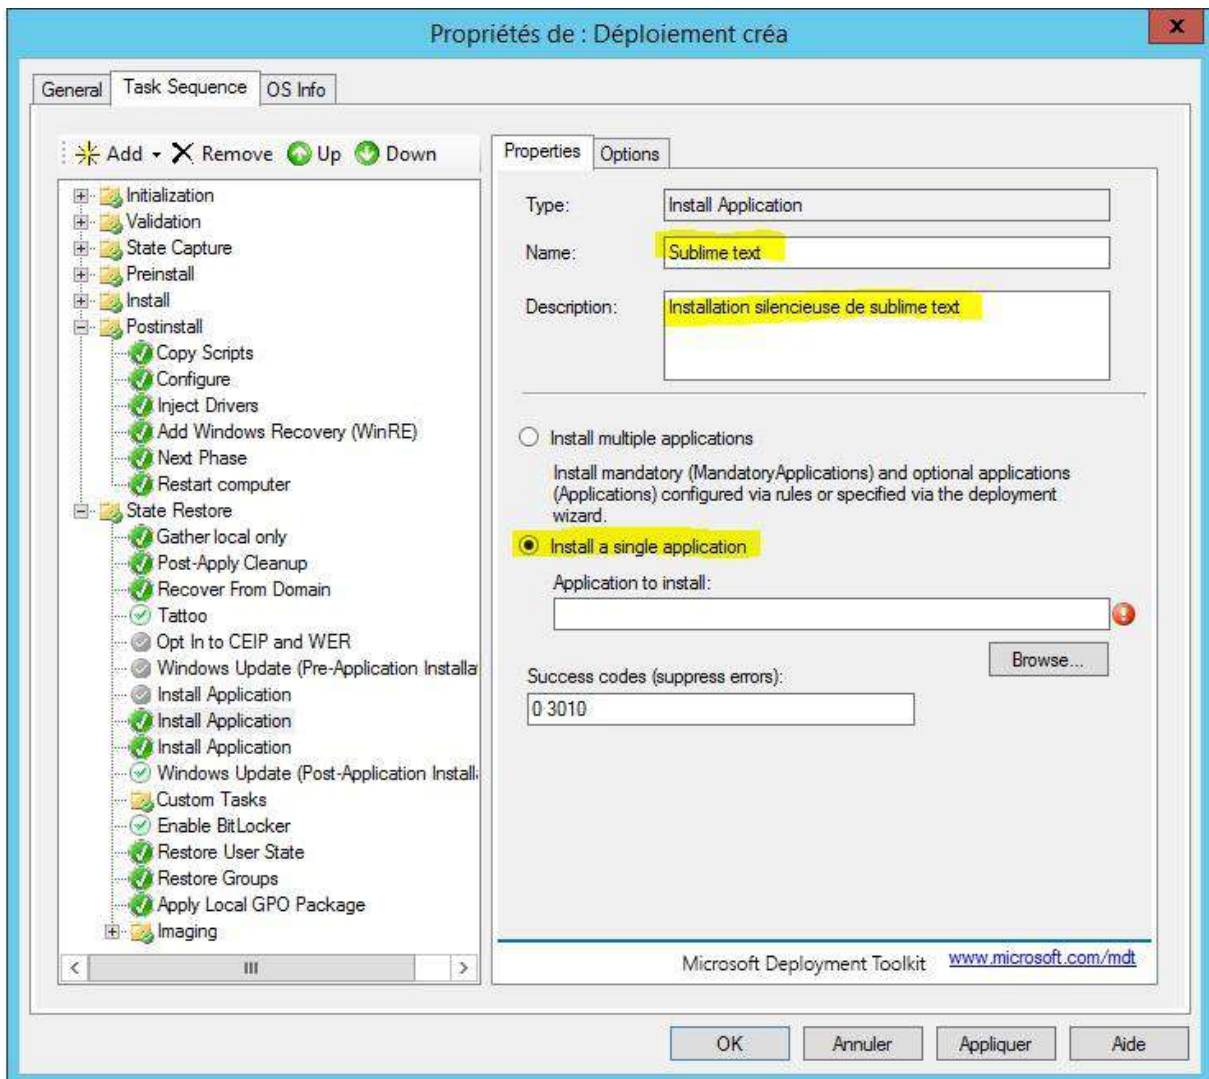 Propriétés de : Déploiement créa
x
General Task Sequence OS Info
Add Remove Up Down
Initialization
Validation
State Capture
Preinstall
Install
Postinstall
Copy Scripts
Configure
Inject Drivers
Add Windows Recovery (WinRE)
Next Phase
Restart computer
State Restore
Gather local only
Post-Apply Cleanup
Recover From Domain
Tattoo
Opt In to CEIP and WER
Windows Update (Pre-Application Installa
Install Application
Install Application
Install Application
Windows Update (Post-Application Install
Custom Tasks
Enable BitLocker
Restore User State
Restore Groups
Apply Local GPO Package
Imaging
Properties Options
Type: Install Application
Name: Sublime text
Description: Installation silencieuse de sublime text
Install multiple applications
Install mandatory (MandatoryApplications) and optional applications
(Applications) configured via rules or specified via the deployment
wizard.
Install a single application
Application to install:
Browse...
Success codes (suppress errors):
0 3010
Microsoft Deployment Toolkit www.microsoft.com/mdt
OK Annuler Appliquer Aide